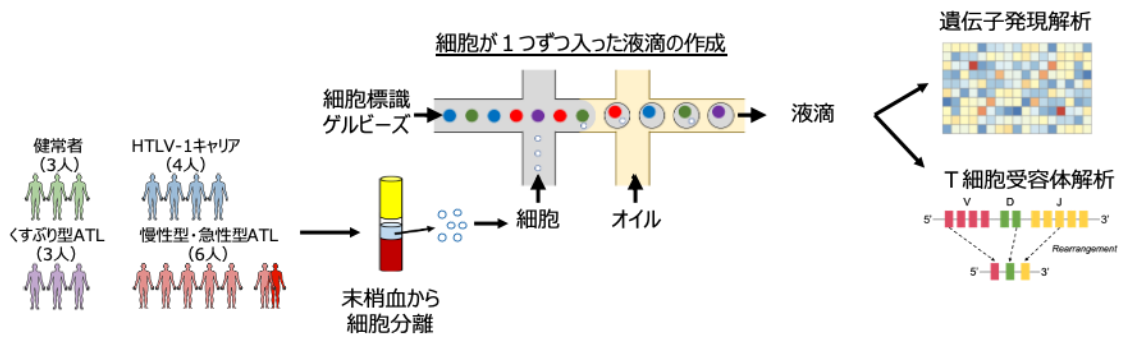 健常者
（3人）
HTLV-1キャリア
（4人）
くすぶり型ATL
（3人）
慢性型・急性型ATL
（6人）
末梢血から
細胞分離
細胞が１つずつ入った液滴の作成
細胞標識
ゲルビーズ
細胞
オイル
液滴
遺伝子発現解析
Ｔ細胞受容体解析
V D J
5' 3'
Rearrangement
5' 3'